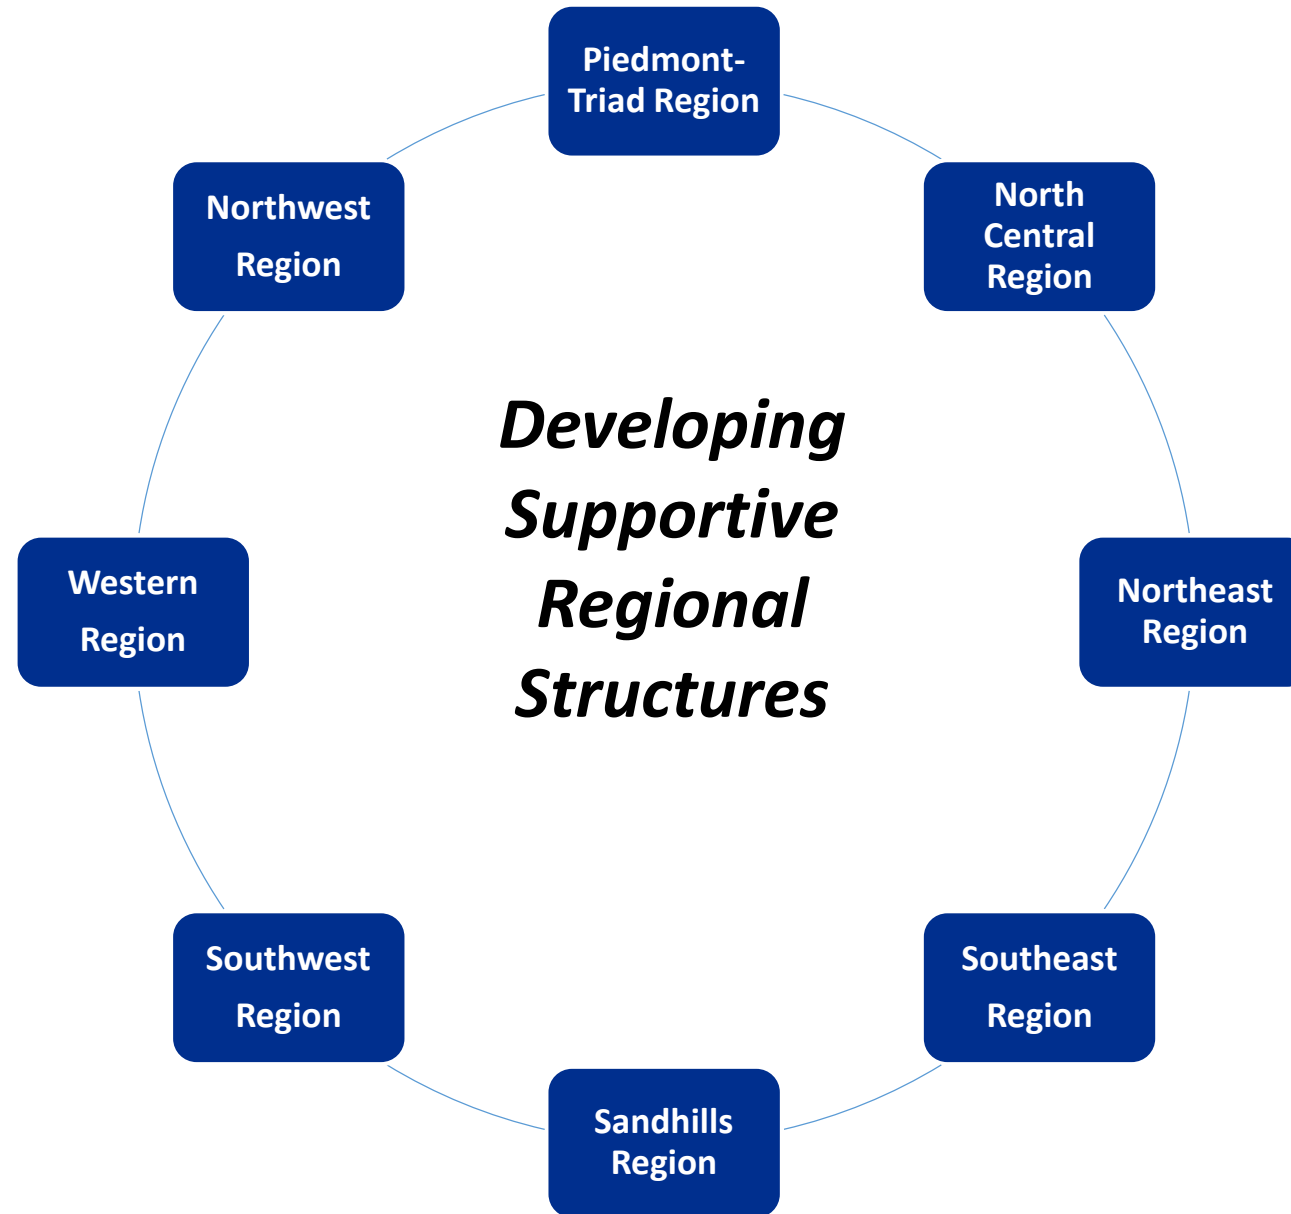 Piedmont-
Triad Region
North
Central
Region
Northeast
Region
Southeast
Region
Sandhills
Region
Southwest
Region
Western
Region
Northwest
Region
Developing
Supportive
Regional
Structures